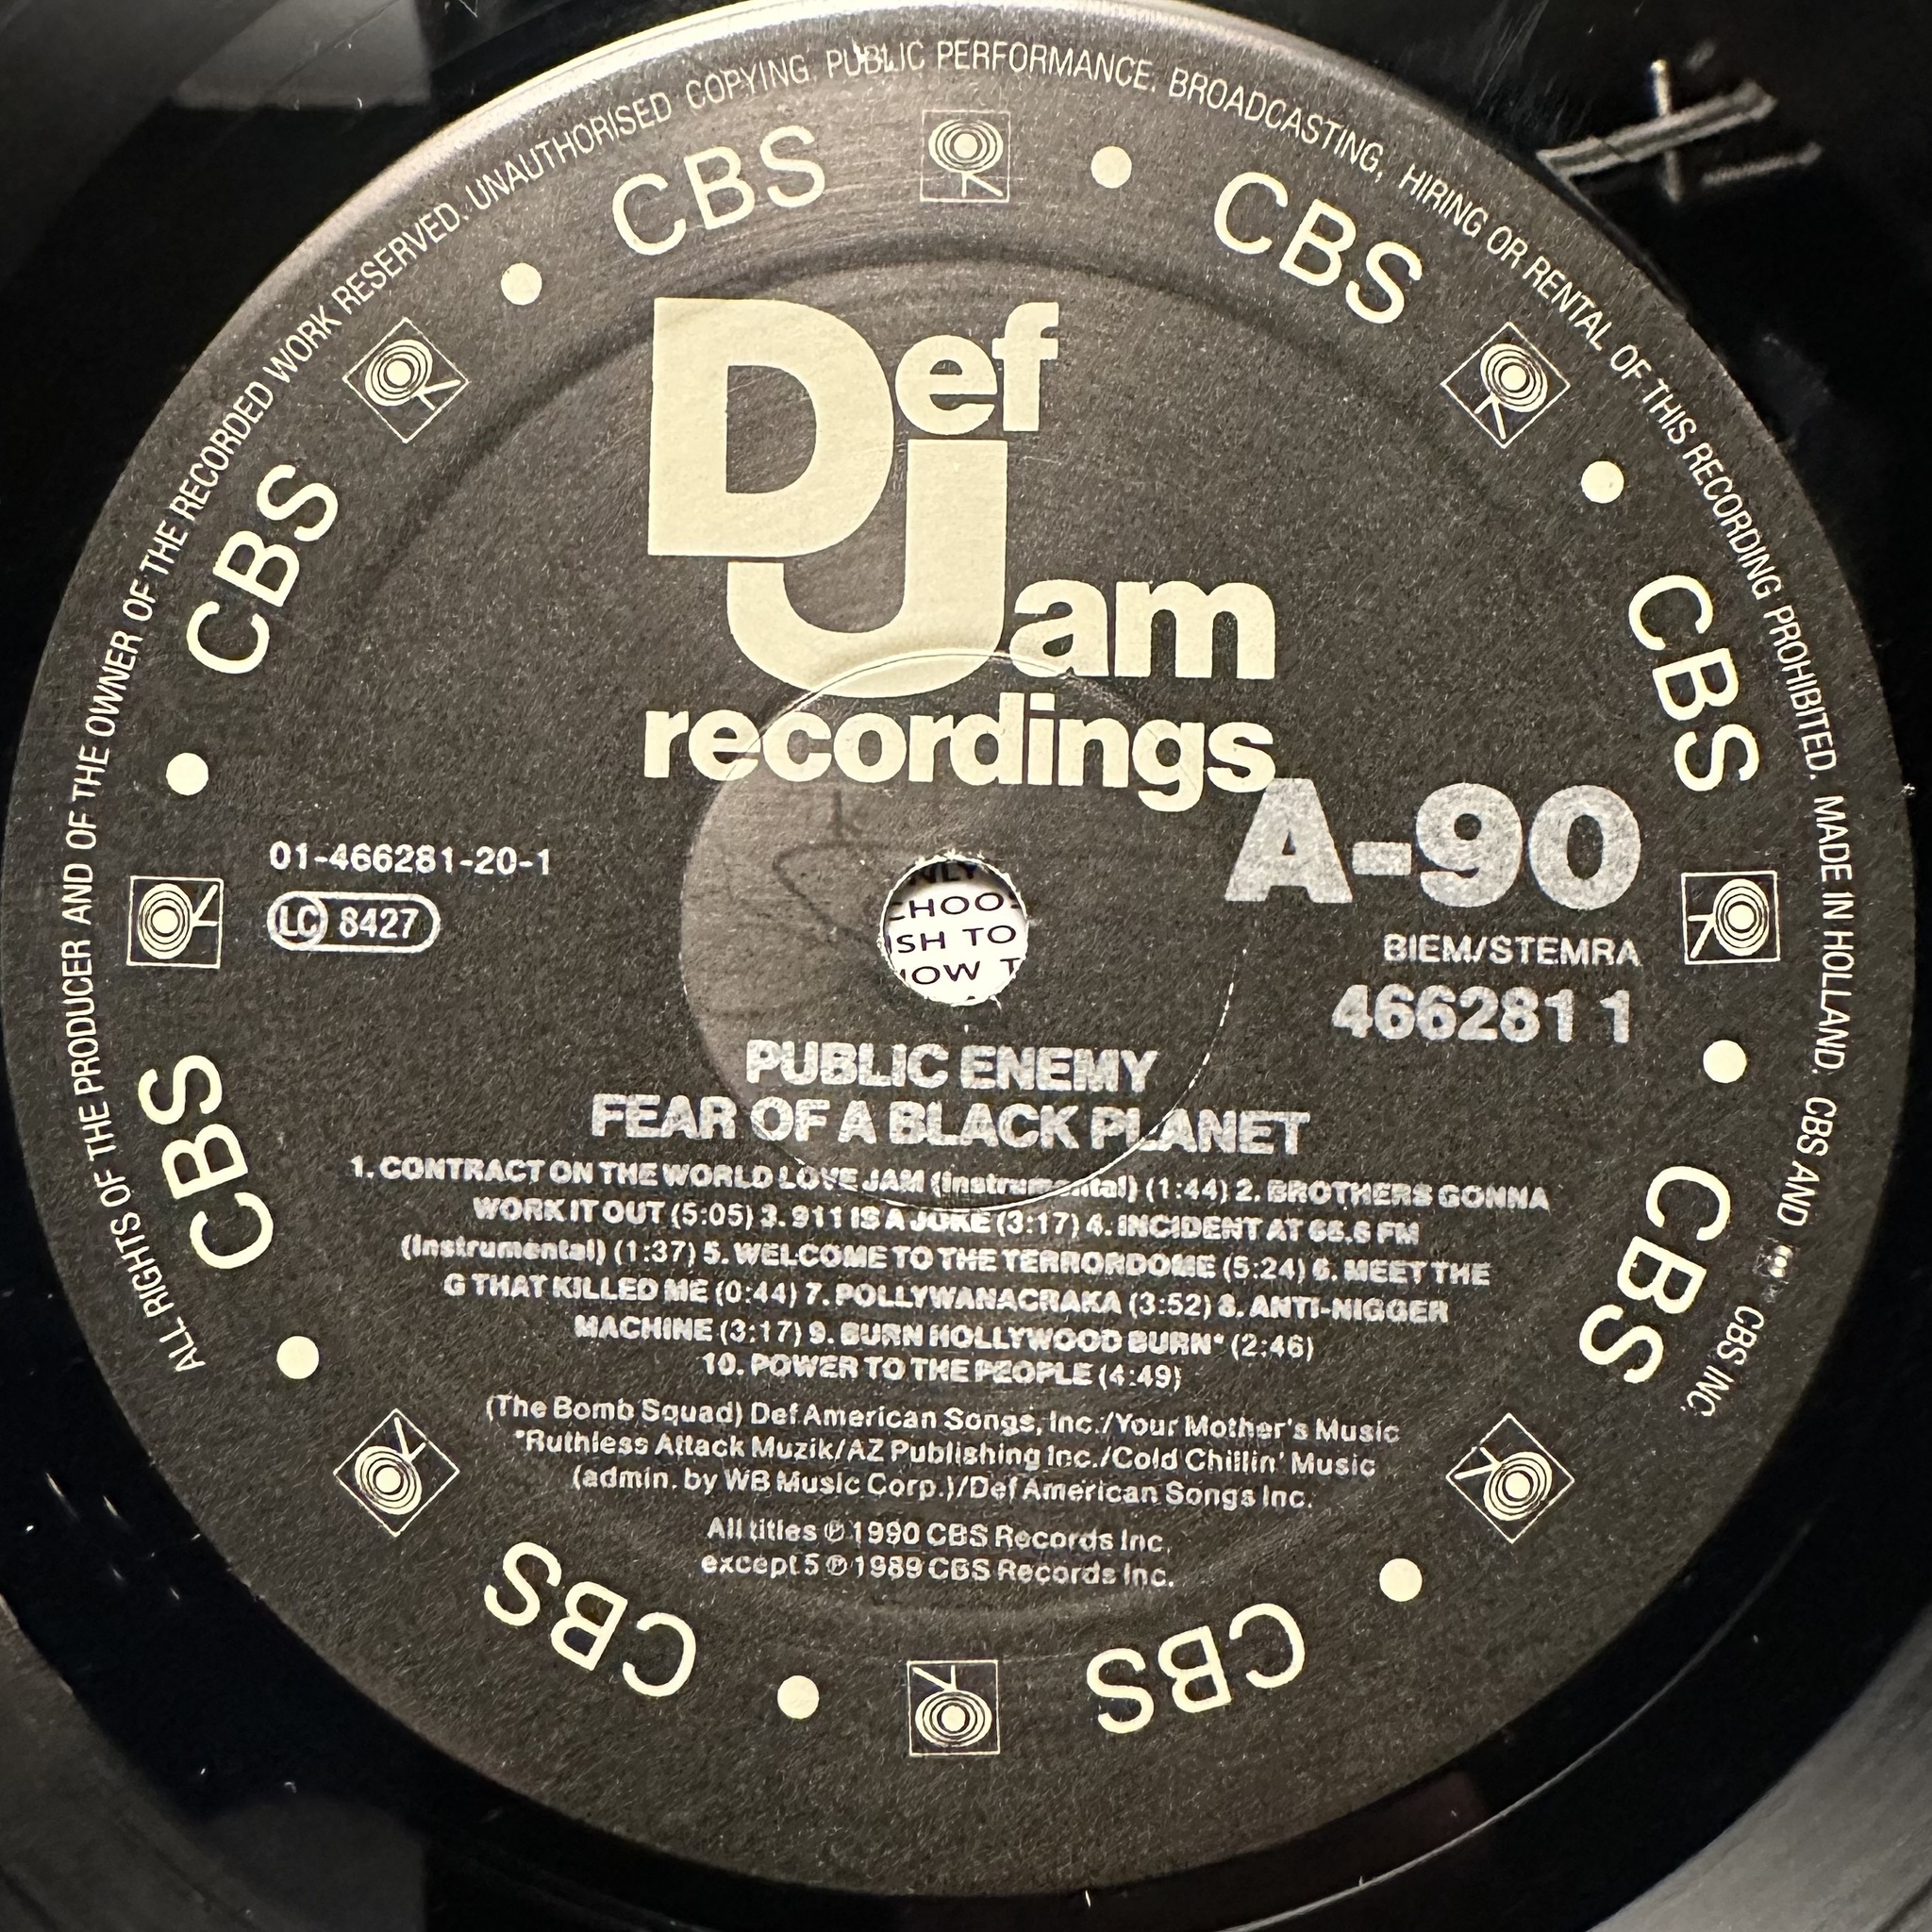 ALL RIGHTS OF THE PRODUCER AND OF THE OWNER OF THE RECORDED WORK RESERVED. UNAUTHORISED COPYING, PUBLIC PERFORMANCE, BROADCASTING, HIRING OR RENTAL OF THIS RECORDING PROHIBITED. MADE IN HOLLAND. CBS AND CBS INC.
CBS
CBS
CBS
CBS
CBS
CBS
CBS
CBS
Def
Jam
recordings
A-90
01-466281-20-1
LC 8427
BIEM/STEMRA
466281 1
CHOO
ISH TO
PUBLIC ENEMY
FEAR OF A BLACK PLANET
1. CONTRACT ON THE WORLD LOVE JAM (Instrumental) (1:44) 2. BROTHERS GONNA
WORK IT OUT (5:05) 3. 911 IS A JOKE (3:17) 4. INCIDENT AT 66.6 FM
(Instrumental) (1:37) 5. WELCOME TO THE TERRORDOME (5:24) 6. MEET THE
G THAT KILLED ME (0:44) 7. POLLYWANACRAKA (3:52) 8. ANTI-NIGGER
MACHINE (3:17) 9. BURN HOLLYWOOD BURN* (2:46)
10. POWER TO THE PEOPLE (4:49)
(The Bomb Squad) Def American Songs, Inc./Your Mother's Music
*Ruthless Attack Muzik/AZ Publishing Inc./Cold Chillin' Music
(admin. by WB Music Corp.)/Def American Songs Inc.
All titles ℗ 1990 CBS Records Inc.
except 5 ℗ 1989 CBS Records Inc.